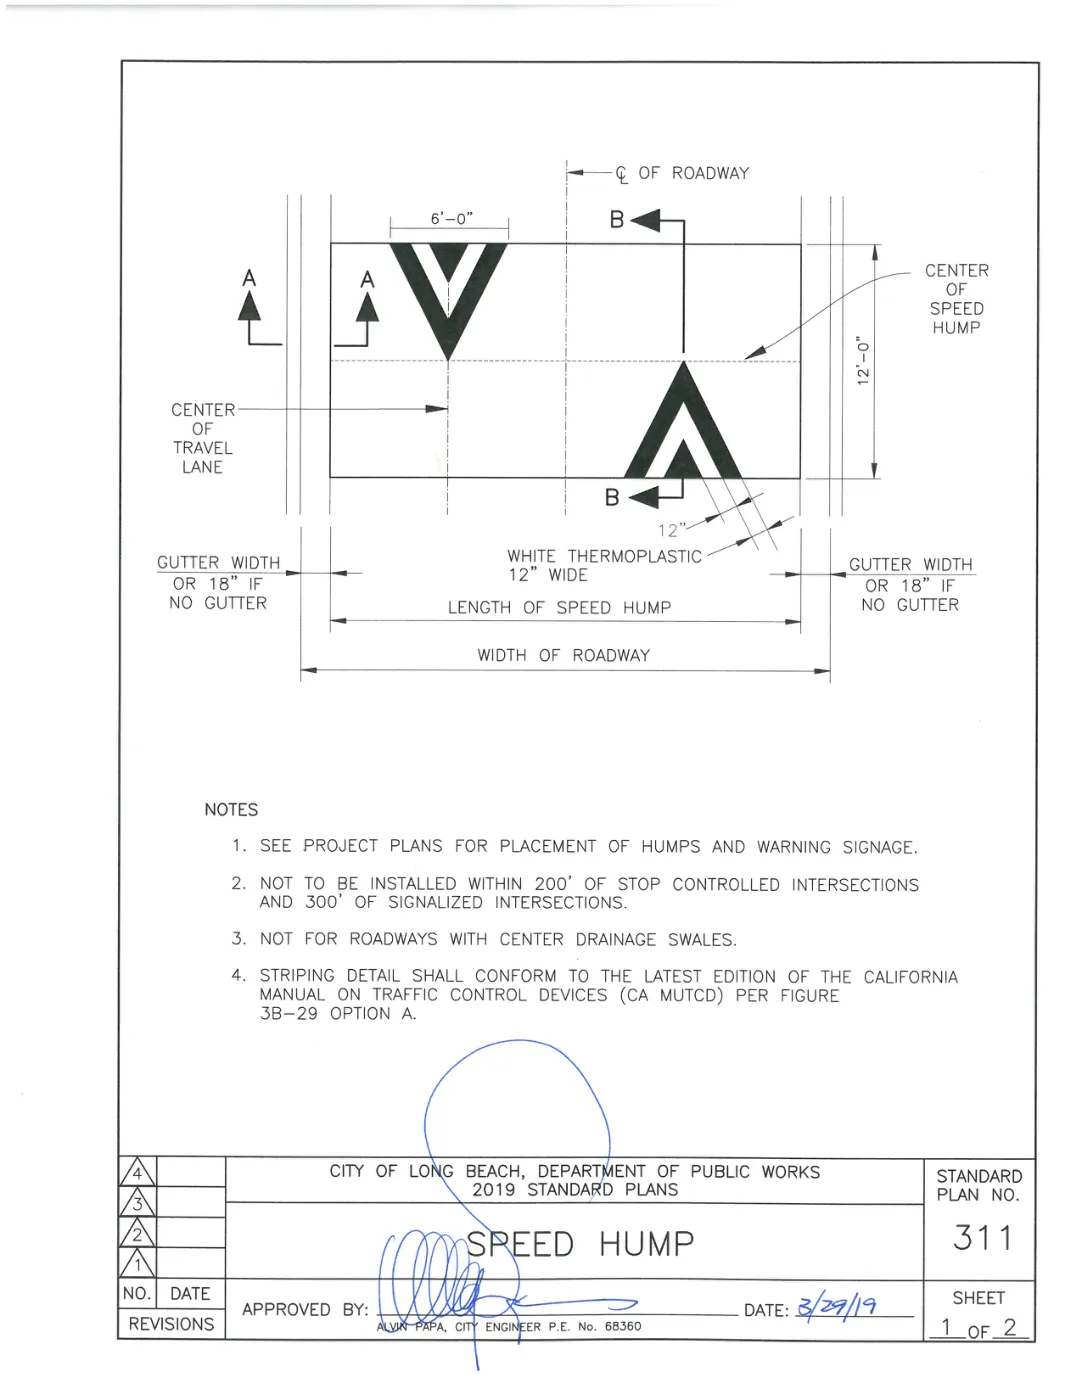 ℄ OF ROADWAY
6'-0"
B
A
A
CENTER
OF
SPEED
HUMP
12'-0"
CENTER
OF
TRAVEL
LANE
B
12"
WHITE THERMOPLASTIC
12" WIDE
GUTTER WIDTH
OR 18" IF
NO GUTTER
GUTTER WIDTH
OR 18" IF
NO GUTTER
LENGTH OF SPEED HUMP
WIDTH OF ROADWAY
NOTES
1. SEE PROJECT PLANS FOR PLACEMENT OF HUMPS AND WARNING SIGNAGE.
2. NOT TO BE INSTALLED WITHIN 200' OF STOP CONTROLLED INTERSECTIONS
AND 300' OF SIGNALIZED INTERSECTIONS.
3. NOT FOR ROADWAYS WITH CENTER DRAINAGE SWALES.
4. STRIPING DETAIL SHALL CONFORM TO THE LATEST EDITION OF THE CALIFORNIA
MANUAL ON TRAFFIC CONTROL DEVICES (CA MUTCD) PER FIGURE
3B-29 OPTION A.
4
3
2
1
NO. DATE
REVISIONS
CITY OF LONG BEACH, DEPARTMENT OF PUBLIC WORKS
2019 STANDARD PLANS
SPEED HUMP
APPROVED BY:
ALVIN PAPA, CITY ENGINEER P.E. No. 68360
DATE: 3/29/19
STANDARD
PLAN NO.
311
SHEET
1 OF 2